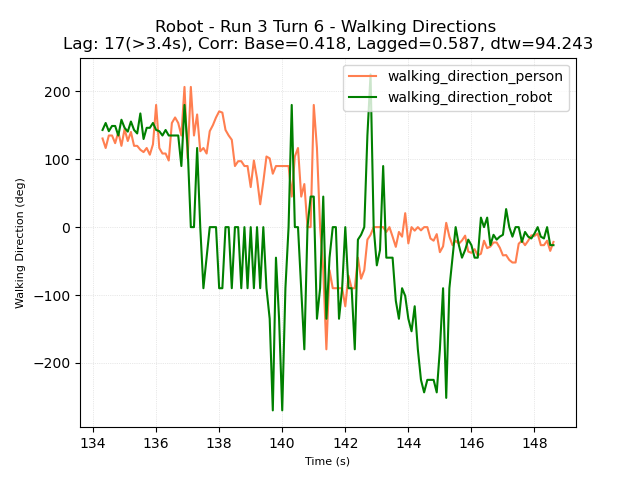 Robot - Run 3 Turn 6 - Walking Directions
Lag: 17(>3.4s), Corr: Base=0.418, Lagged=0.587, dtw=94.243
walking_direction_person
walking_direction_robot
Walking Direction (deg)
200
100
0
−100
−200
134 136 138 140 142 144 146 148
Time (s)